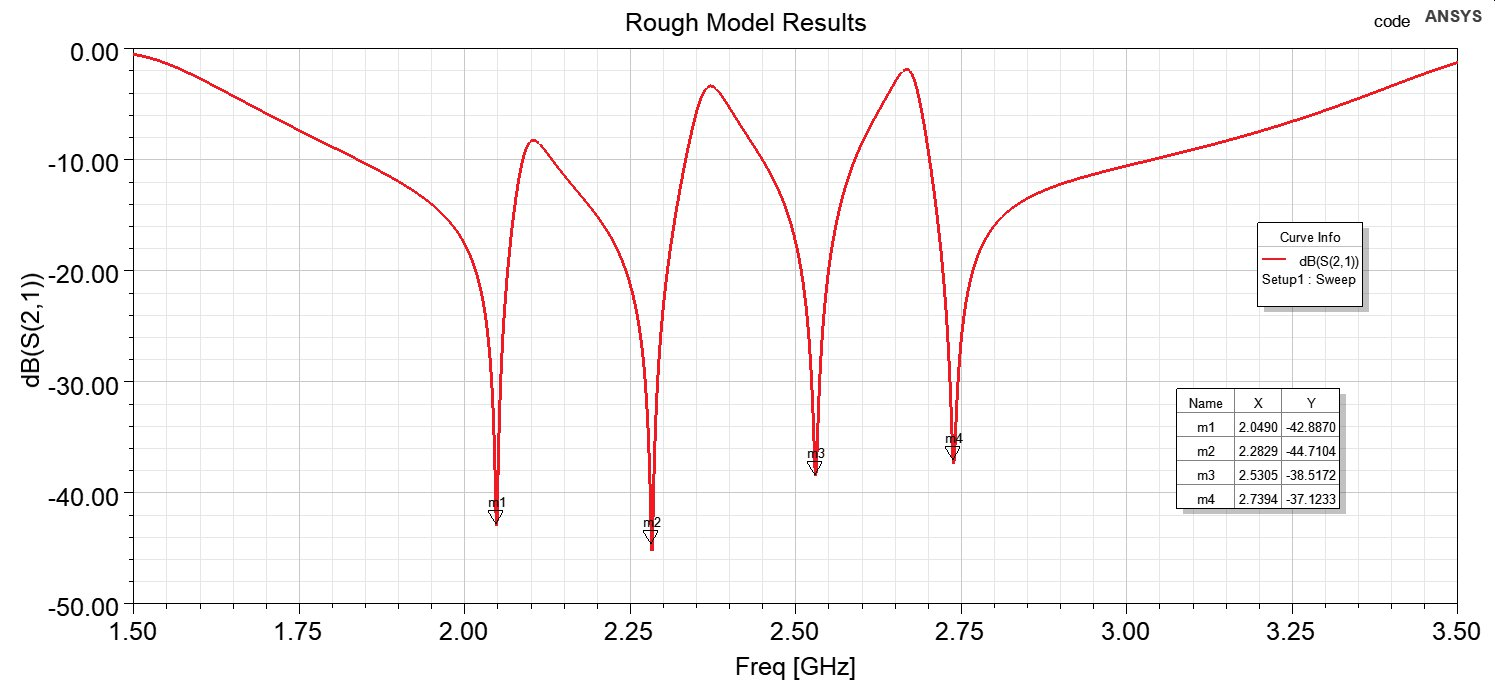 Rough Model Results
code ANSYS
0.00
-10.00
-20.00
-30.00
-40.00
-50.00
dB(S(2,1))
1.50 1.75 2.00 2.25 2.50 2.75 3.00 3.25 3.50
Freq [GHz]
m1
m2
m3
m4
Curve Info
dB(S(2,1))
Setup1 : Sweep
Name X Y
m1 2.0490 -42.8870
m2 2.2829 -44.7104
m3 2.5305 -38.5172
m4 2.7394 -37.1233